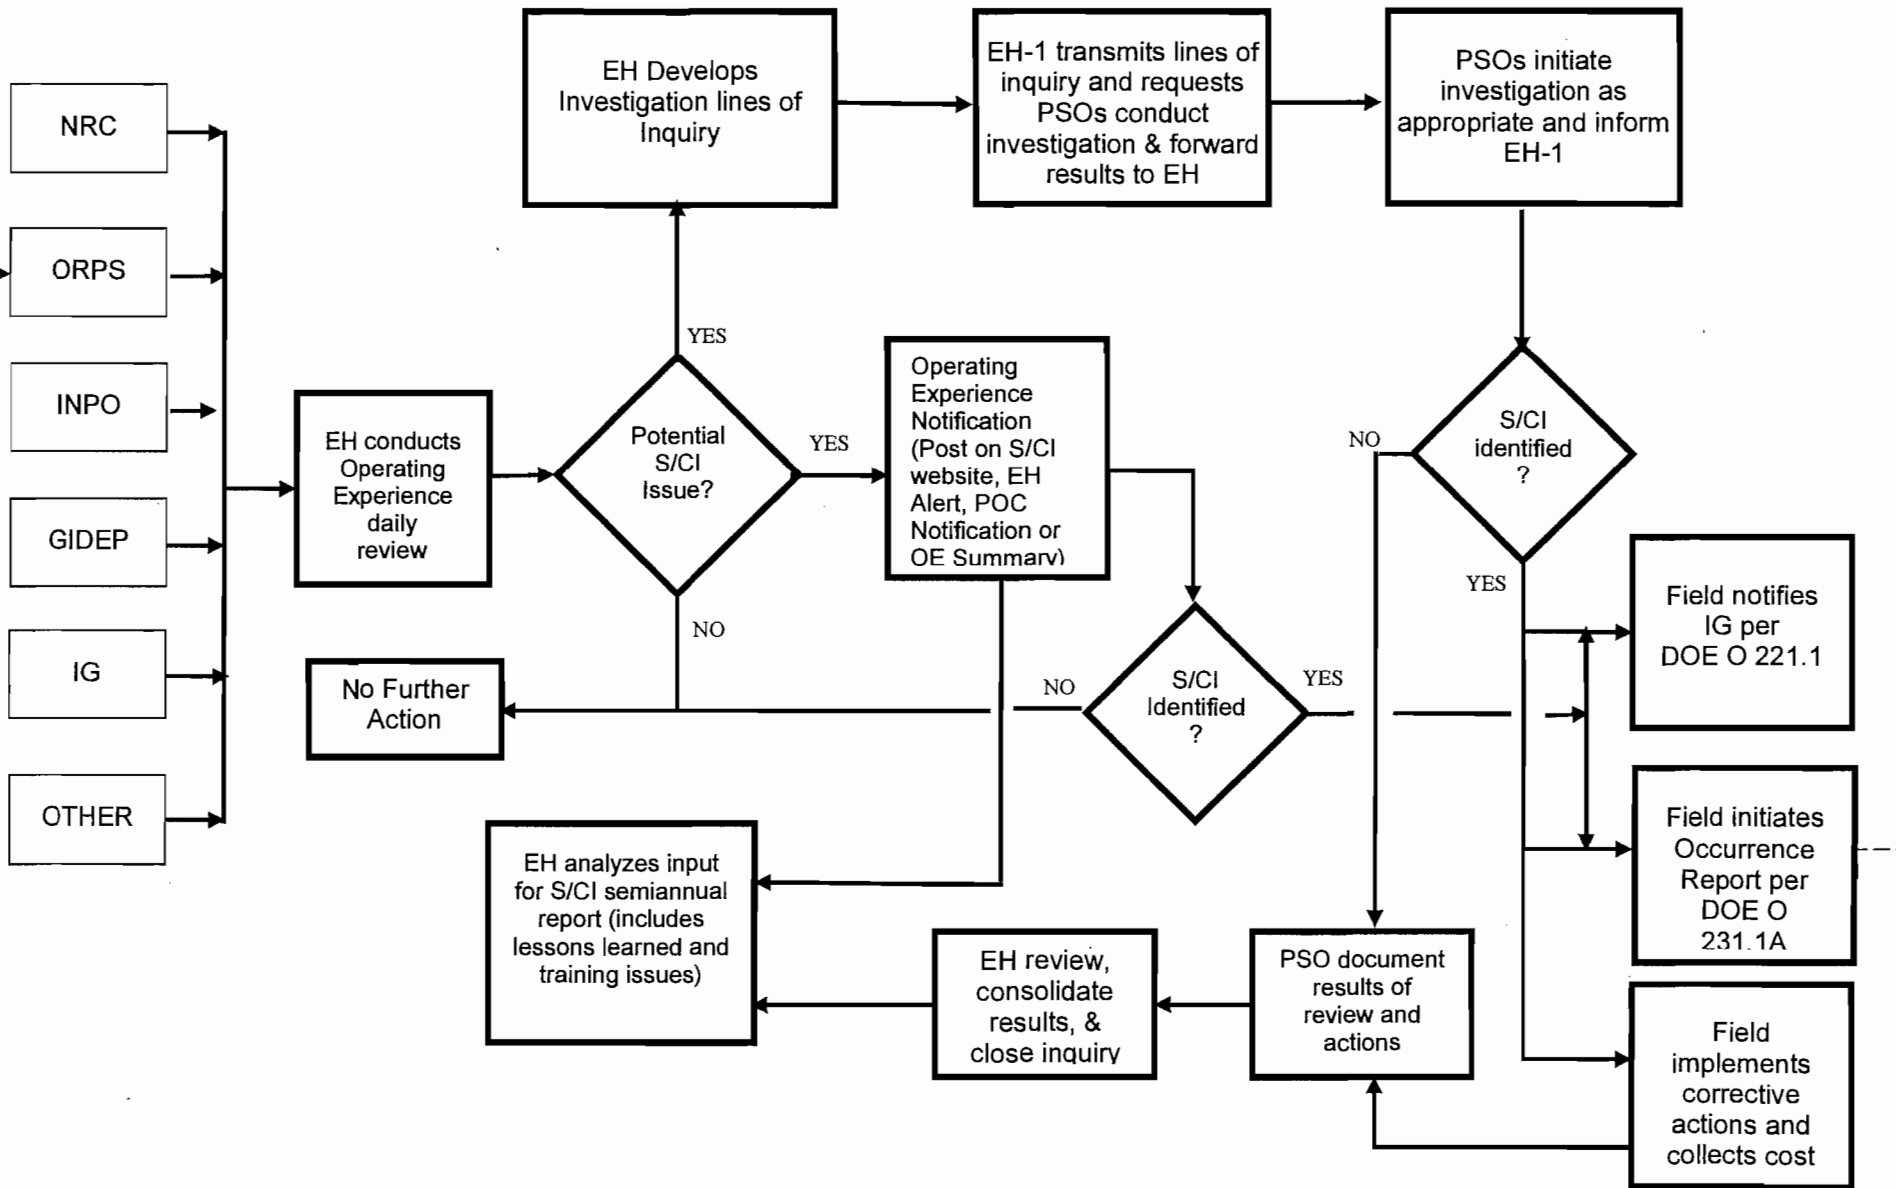 NRC
ORPS
INPO
GIDEP
IG
OTHER
EH conducts
Operating
Experience
daily
review
Potential
S/CI
Issue?
YES
YES
NO
No Further
Action
EH Develops
Investigation lines of
Inquiry
EH-1 transmits lines of
inquiry and requests
PSOs conduct
investigation & forward
results to EH
PSOs initiate
investigation as
appropriate and inform
EH-1
Operating
Experience
Notification
(Post on S/CI
website, EH
Alert, POC
Notification or
OE Summary)
S/CI
Identified
?
NO
YES
S/CI
identified
?
NO
YES
Field notifies
IG per
DOE O 221.1
Field initiates
Occurrence
Report per
DOE O
231.1A
Field
implements
corrective
actions and
collects cost
PSO document
results of
review and
actions
EH review,
consolidate
results, &
close inquiry
EH analyzes input
for S/CI semiannual
report (includes
lessons learned and
training issues)